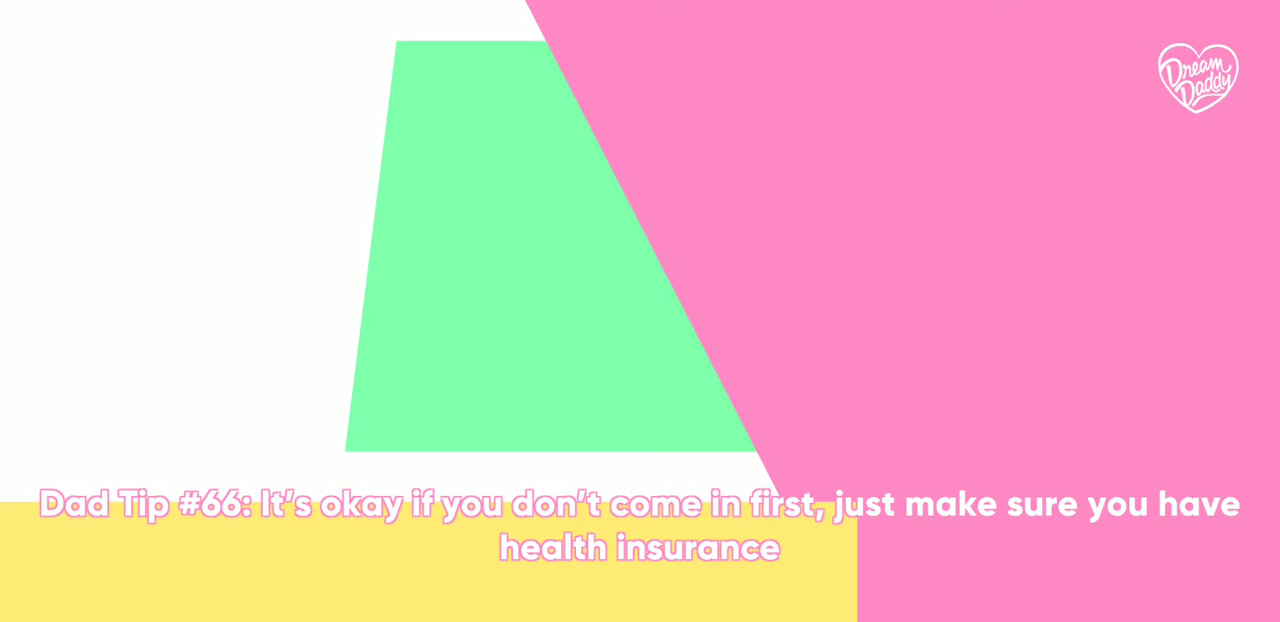 Dream
Daddy
Dad Tip #66: It's okay if you don't come in first, just make sure you have
health insurance